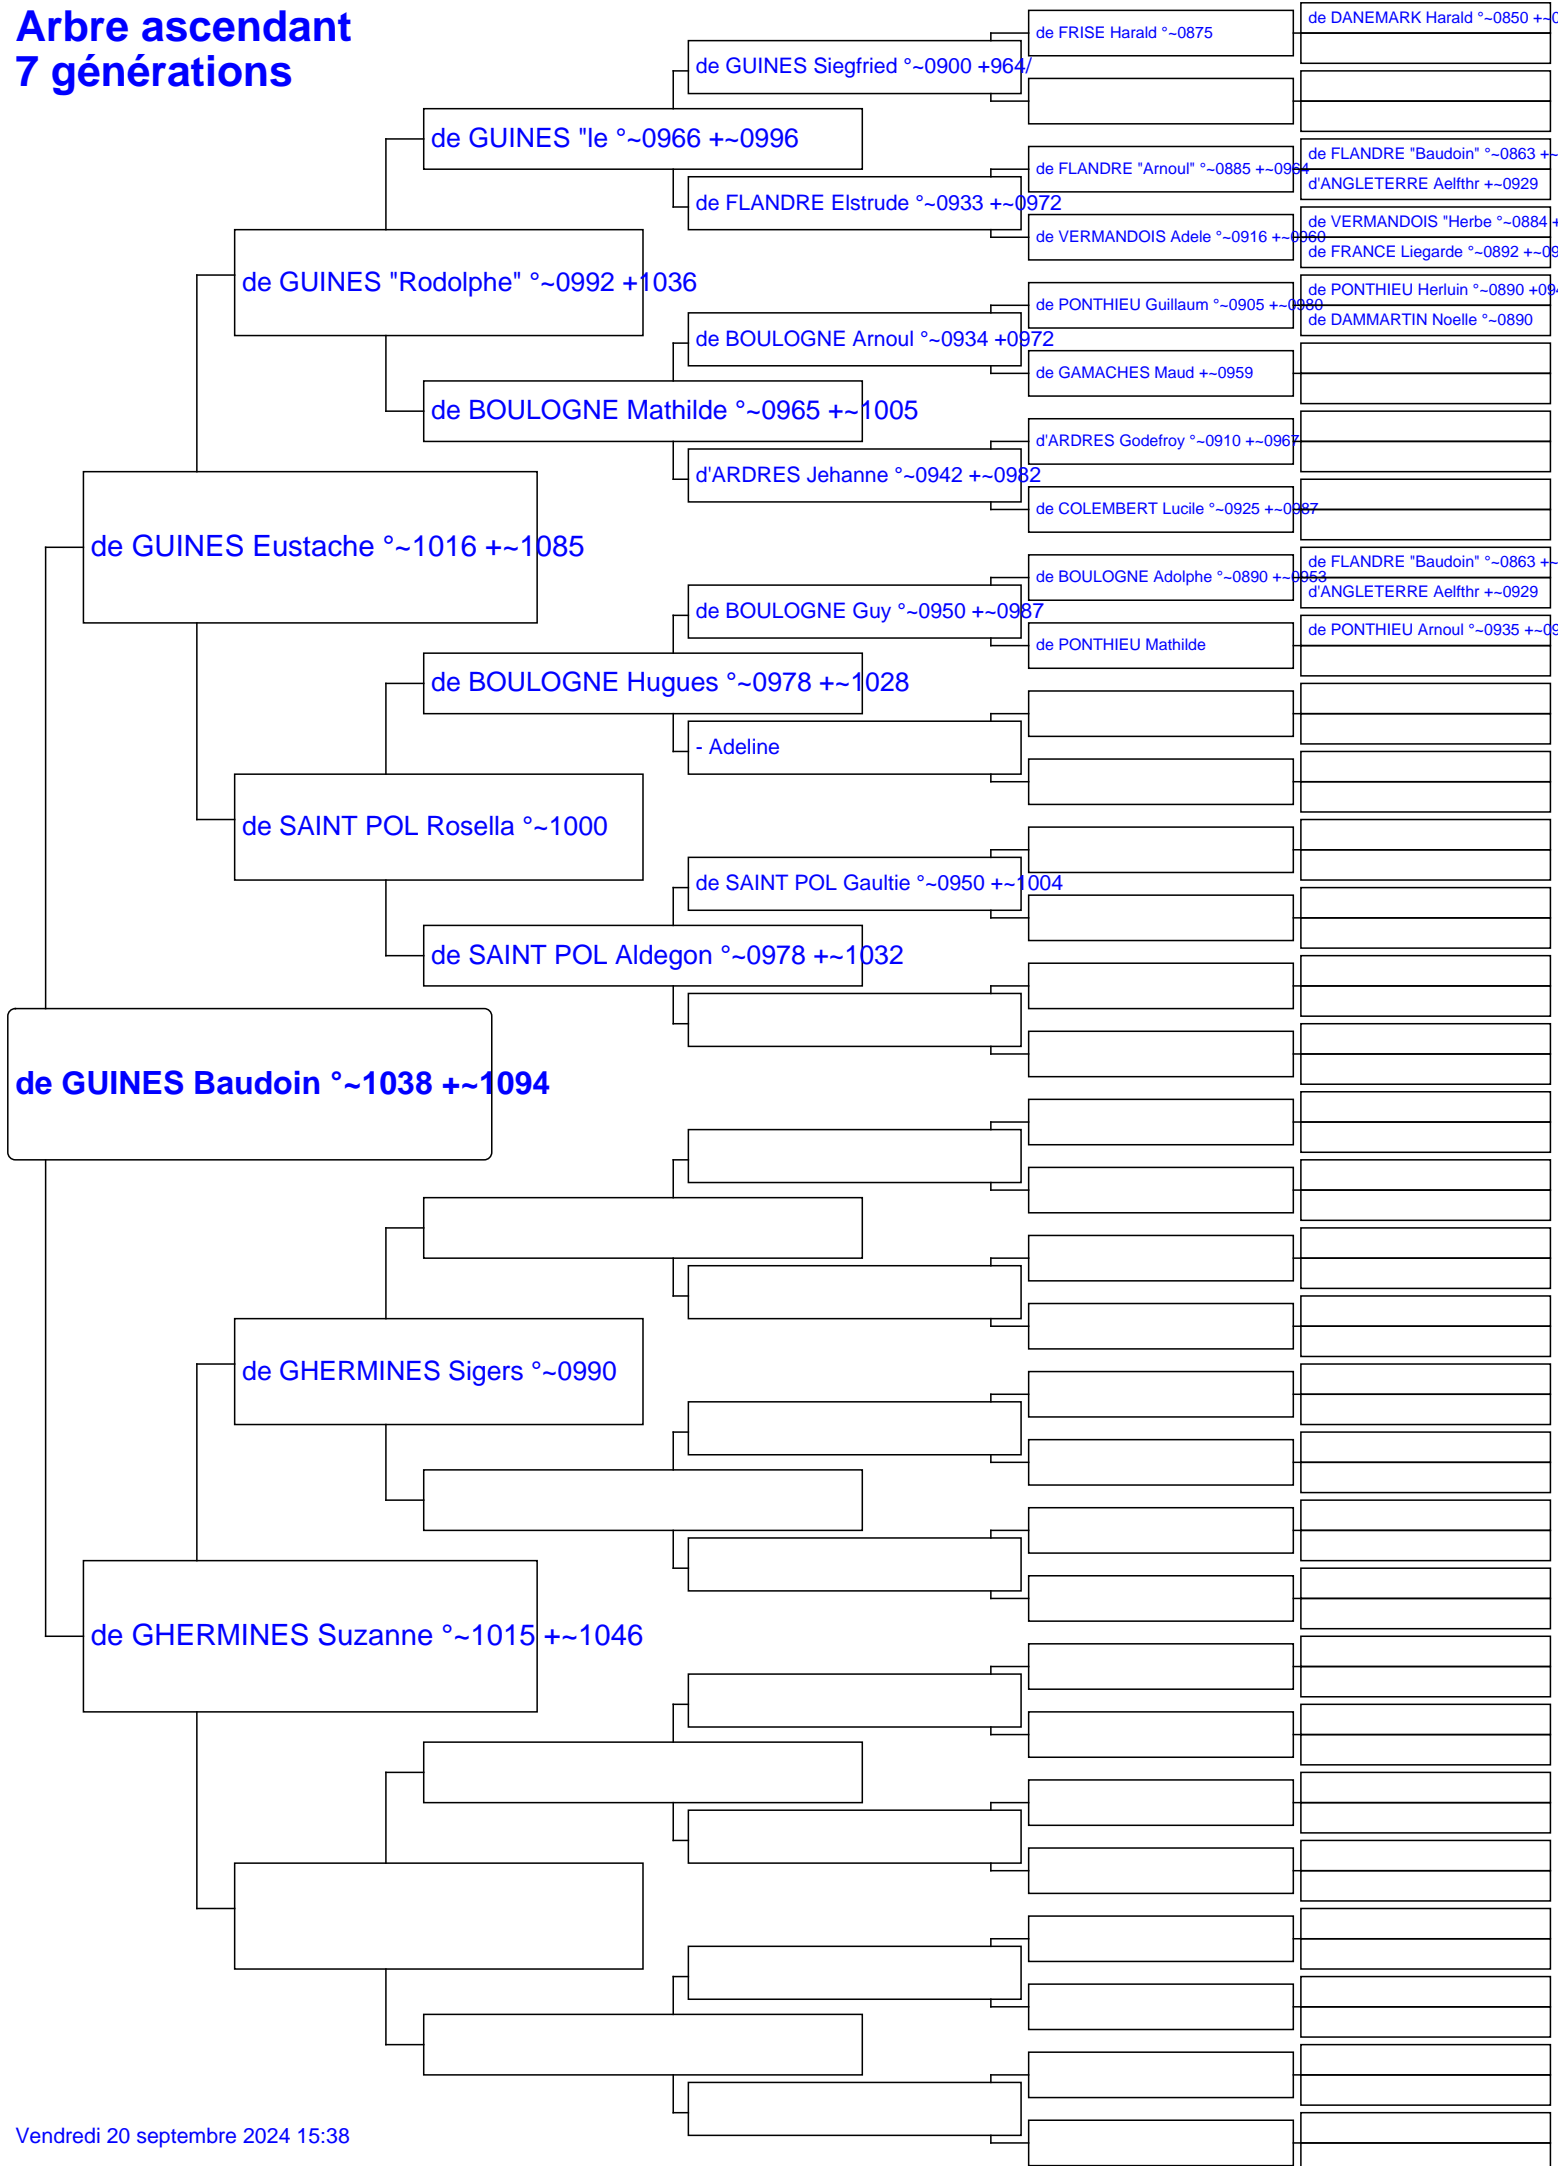 Arbre ascendant
7 générations
de GUINES Baudoin °~1038 +~1094
de GUINES Eustache °~1016 +~1085
de GHERMINES Suzanne °~1015 +~1046
de GUINES "Rodolphe" °~0992 +1036
de SAINT POL Rosella °~1000
de GHERMINES Sigers °~0990
de GUINES "le °~0966 +~0996
de BOULOGNE Mathilde °~0965 +~1005
de BOULOGNE Hugues °~0978 +~1028
de SAINT POL Aldegon °~0978 +~1032
de GUINES Siegfried °~0900 +964/
de FLANDRE Elstrude °~0933 +~0972
de BOULOGNE Arnoul °~0934 +0972
d'ARDRES Jehanne °~0942 +~0982
de BOULOGNE Guy °~0950 +~0987
- Adeline
de SAINT POL Gaultie °~0950 +~1004
de FRISE Harald °~0875
de FLANDRE "Arnoul" °~0885 +~0964
de VERMANDOIS Adele °~0916 +~0960
de PONTHIEU Guillaum °~0905 +~0980
de GAMACHES Maud +~0959
d'ARDRES Godefroy °~0910 +~0967
de COLEMBERT Lucile °~0925 +~0987
de BOULOGNE Adolphe °~0890 +~0953
de PONTHIEU Mathilde
de DANEMARK Harald °~0850 +~0
de FLANDRE "Baudoin" °~0863 +~
d'ANGLETERRE Aelfthr +~0929
de VERMANDOIS "Herbe °~0884 +
de FRANCE Liegarde °~0892 +~09
de PONTHIEU Herluin °~0890 +094
de DAMMARTIN Noelle °~0890
de FLANDRE "Baudoin" °~0863 +~
d'ANGLETERRE Aelfthr +~0929
de PONTHIEU Arnoul °~0935 +~09
Vendredi 20 septembre 2024 15:38